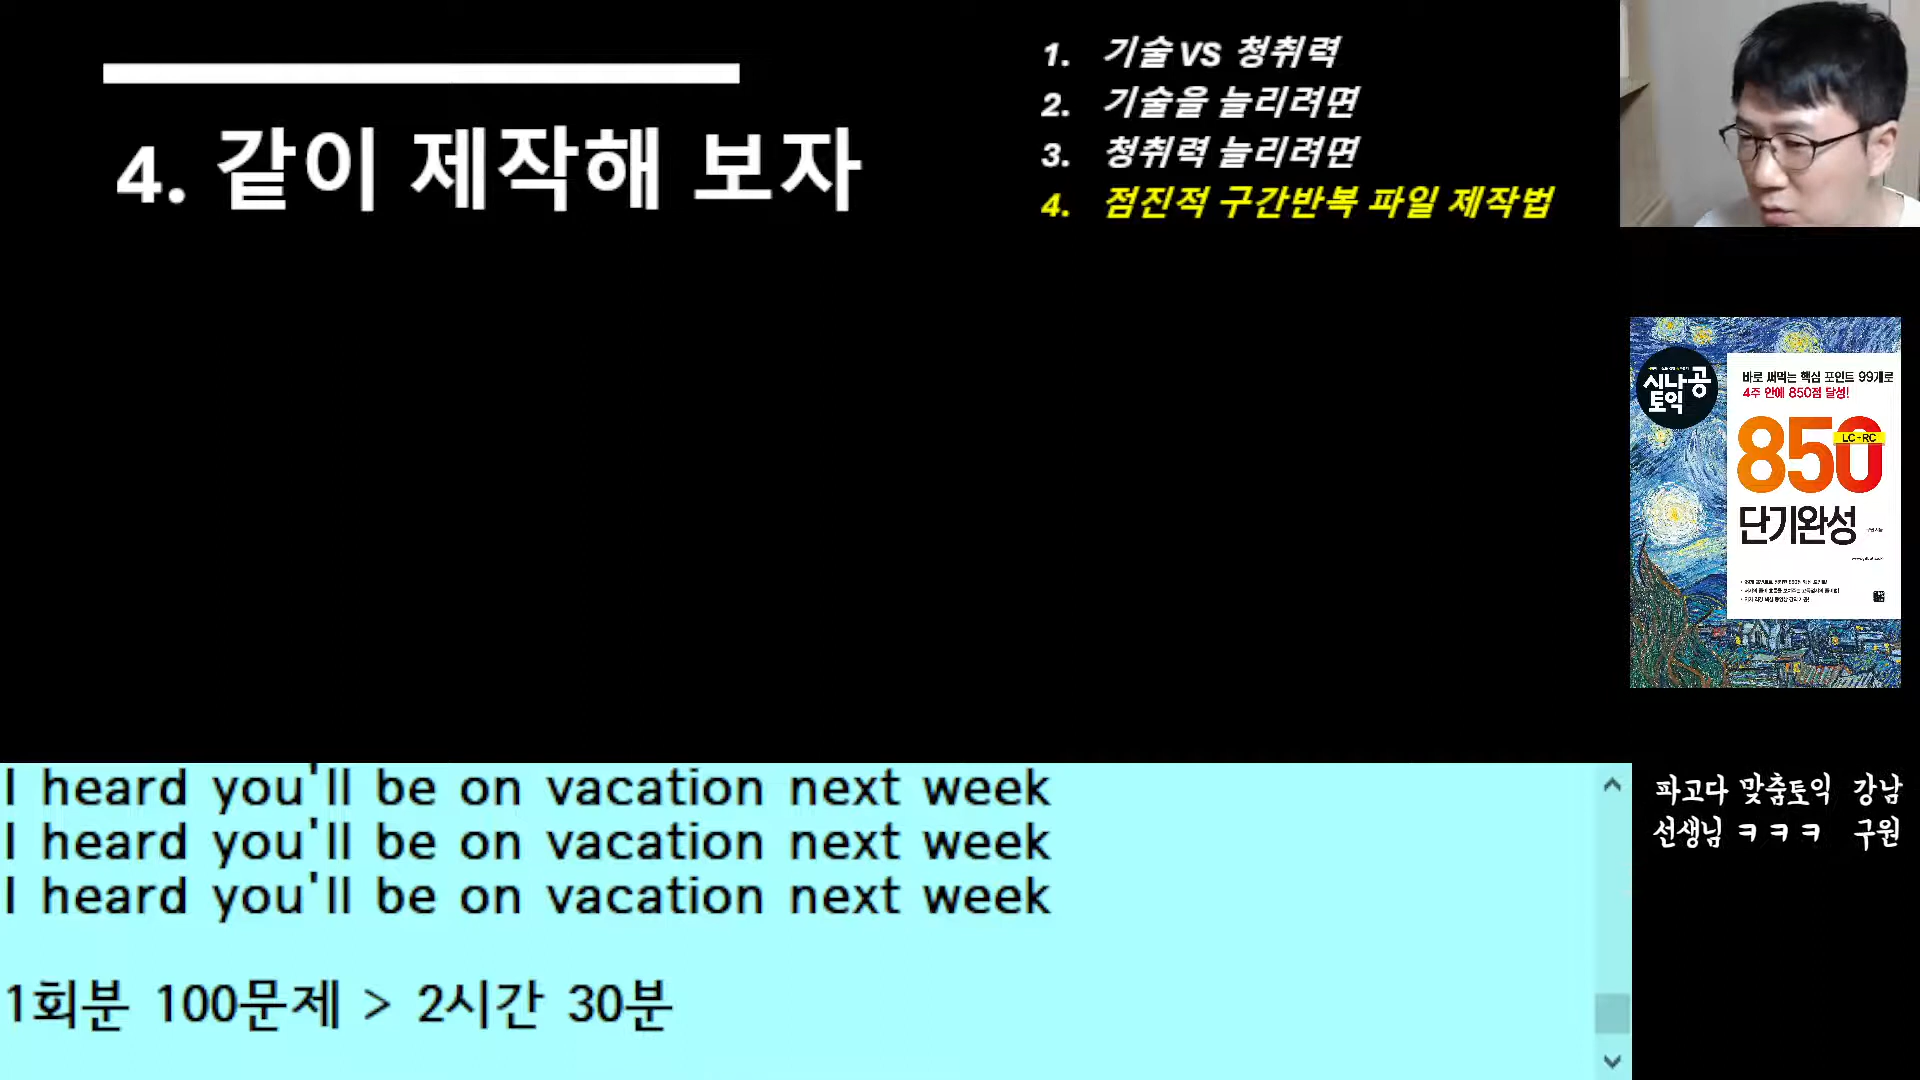 4. 같이 제작해 보자
1. 기술 VS 청취력
2. 기술을 늘리려면
3. 청취력 늘리려면
4. 점진적 구간반복 파일 제작법
시나공
토익
바로 써먹는 핵심 포인트 99개로
4주 안에 850점 달성!
850
LC+RC
단기완성
I heard you'll be on vacation next week
I heard you'll be on vacation next week
I heard you'll be on vacation next week
1회분 100문제 > 2시간 30분
파고다 맞춤토익 강남
선생님 ㅋㅋㅋ 구원